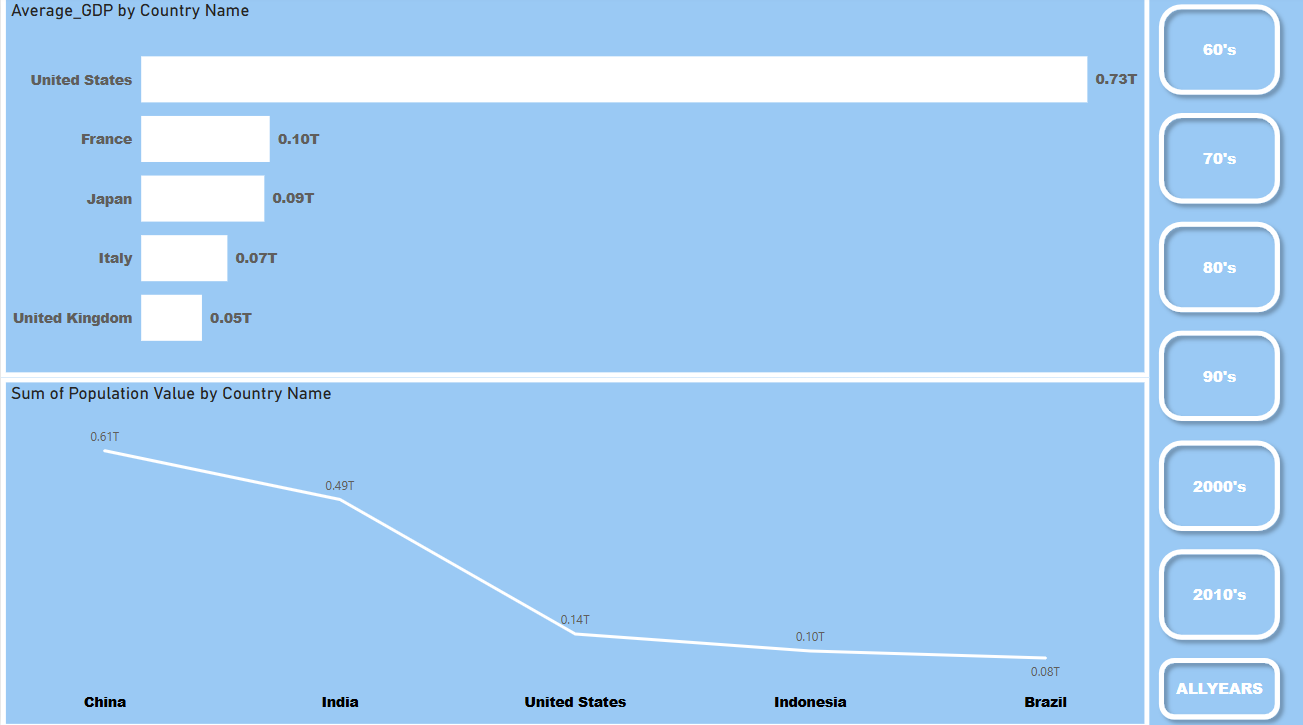 Average_GDP by Country Name
United States 0.73T
France 0.10T
Japan 0.09T
Italy 0.07T
United Kingdom 0.05T
Sum of Population Value by Country Name
0.61T
0.49T
0.14T
0.10T
0.08T
China India United States Indonesia Brazil
60's
70's
80's
90's
2000's
2010's
ALLYEARS